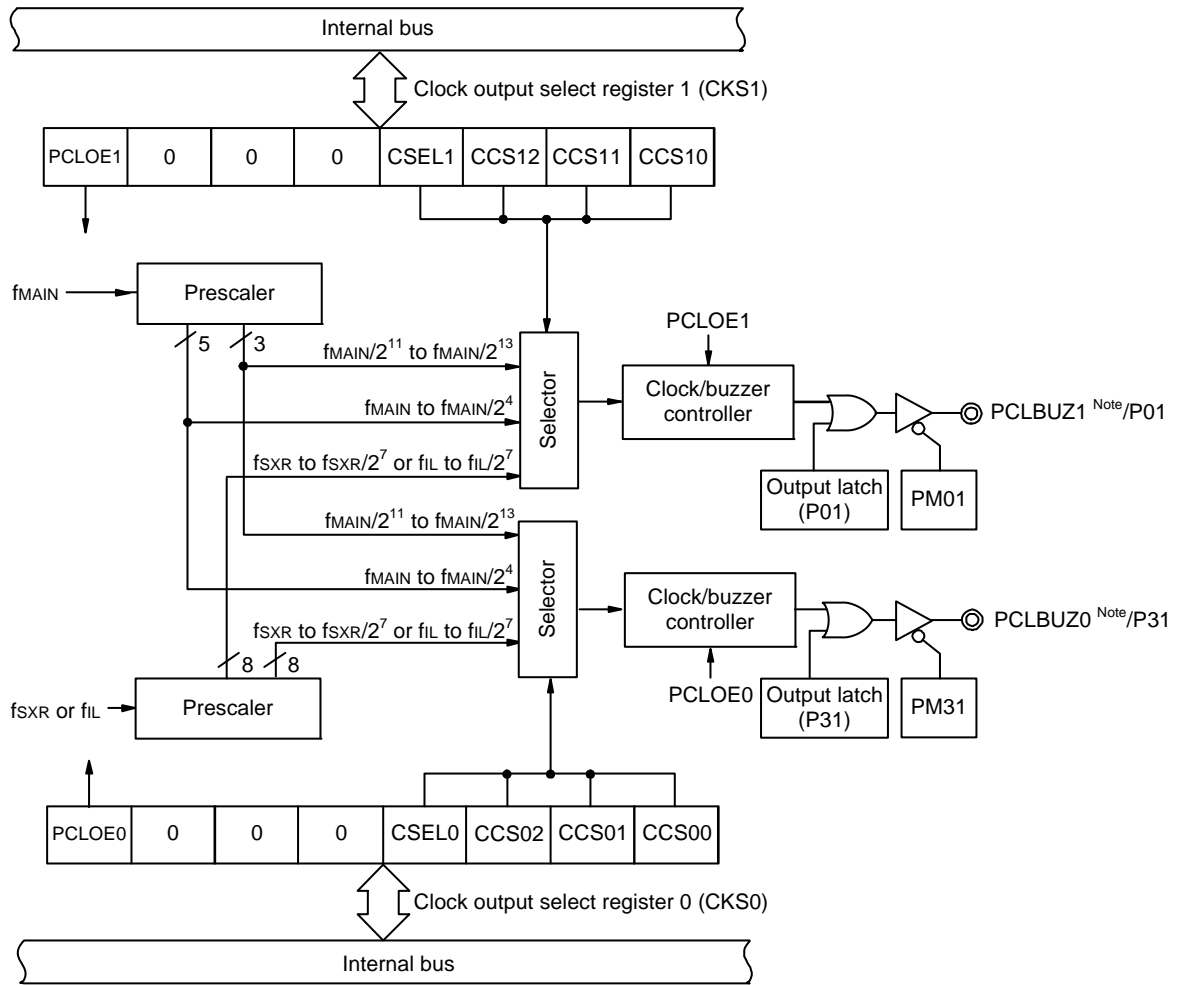 Internal bus
Clock output select register 1 (CKS1)
PCLOE1 0 0 0 CSEL1 CCS12 CCS11 CCS10
fMAIN
Prescaler
5 3
PCLOE1
fMAIN/2^11 to fMAIN/2^13
fMAIN to fMAIN/2^4
fSXR to fSXR/2^7 or fIL to fIL/2^7
Selector
Clock/buzzer
controller
PCLBUZ1 Note/P01
Output latch
(P01)
PM01
fMAIN/2^11 to fMAIN/2^13
fMAIN to fMAIN/2^4
fSXR to fSXR/2^7 or fIL to fIL/2^7
Selector
Clock/buzzer
controller
PCLBUZ0 Note/P31
8 8
PCLOE0
Output latch
(P31)
PM31
fSXR or fIL
Prescaler
PCLOE0 0 0 0 CSEL0 CCS02 CCS01 CCS00
Clock output select register 0 (CKS0)
Internal bus